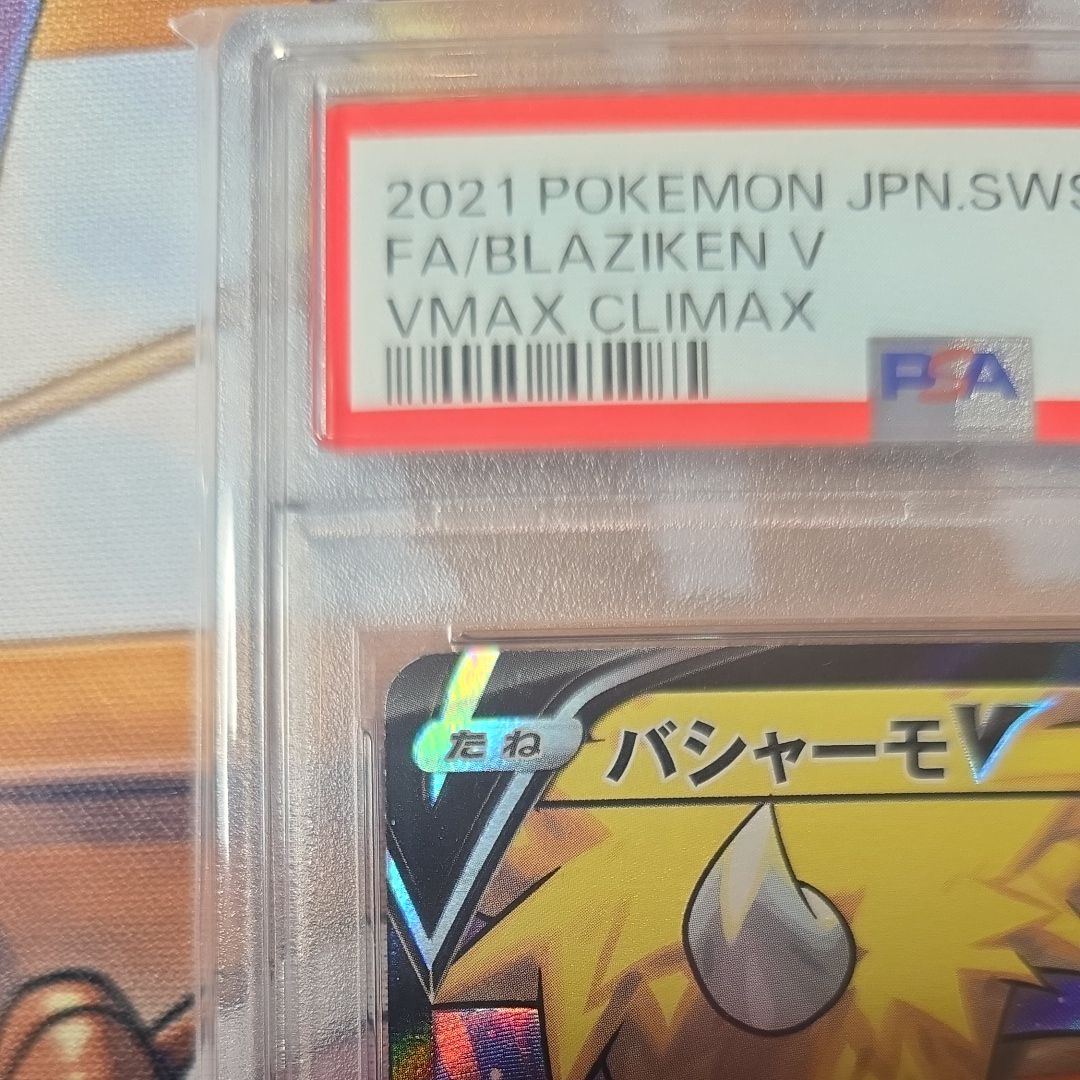 2021 POKEMON JPN.SWS
FA/BLAZIKEN V
VMAX CLIMAX
PSA
たね バシャーモV